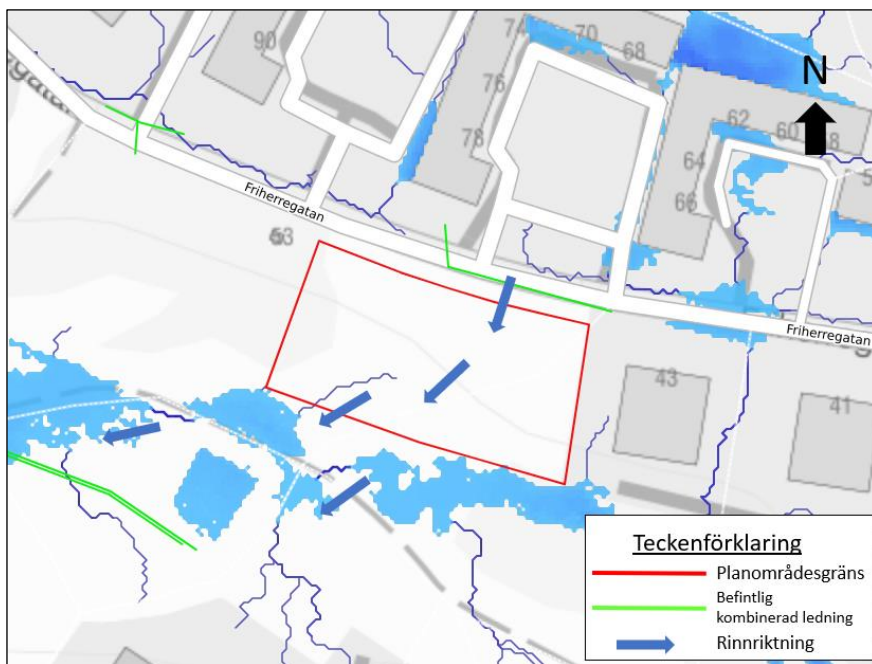 74
70
68
90
76
78
N
62
60
64
66
Friherregatan
43
41
Friherregatan
Teckenförklaring
Planområdesgräns
Befintlig
kombinerad ledning
Rinnriktning